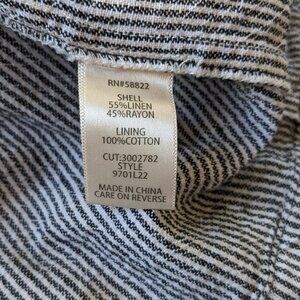 RN#58822
SHELL
55%LINEN
45%RAYON
LINING
100%COTTON
CUT:3002782
STYLE
9701L22
MADE IN CHINA
CARE ON REVERSE